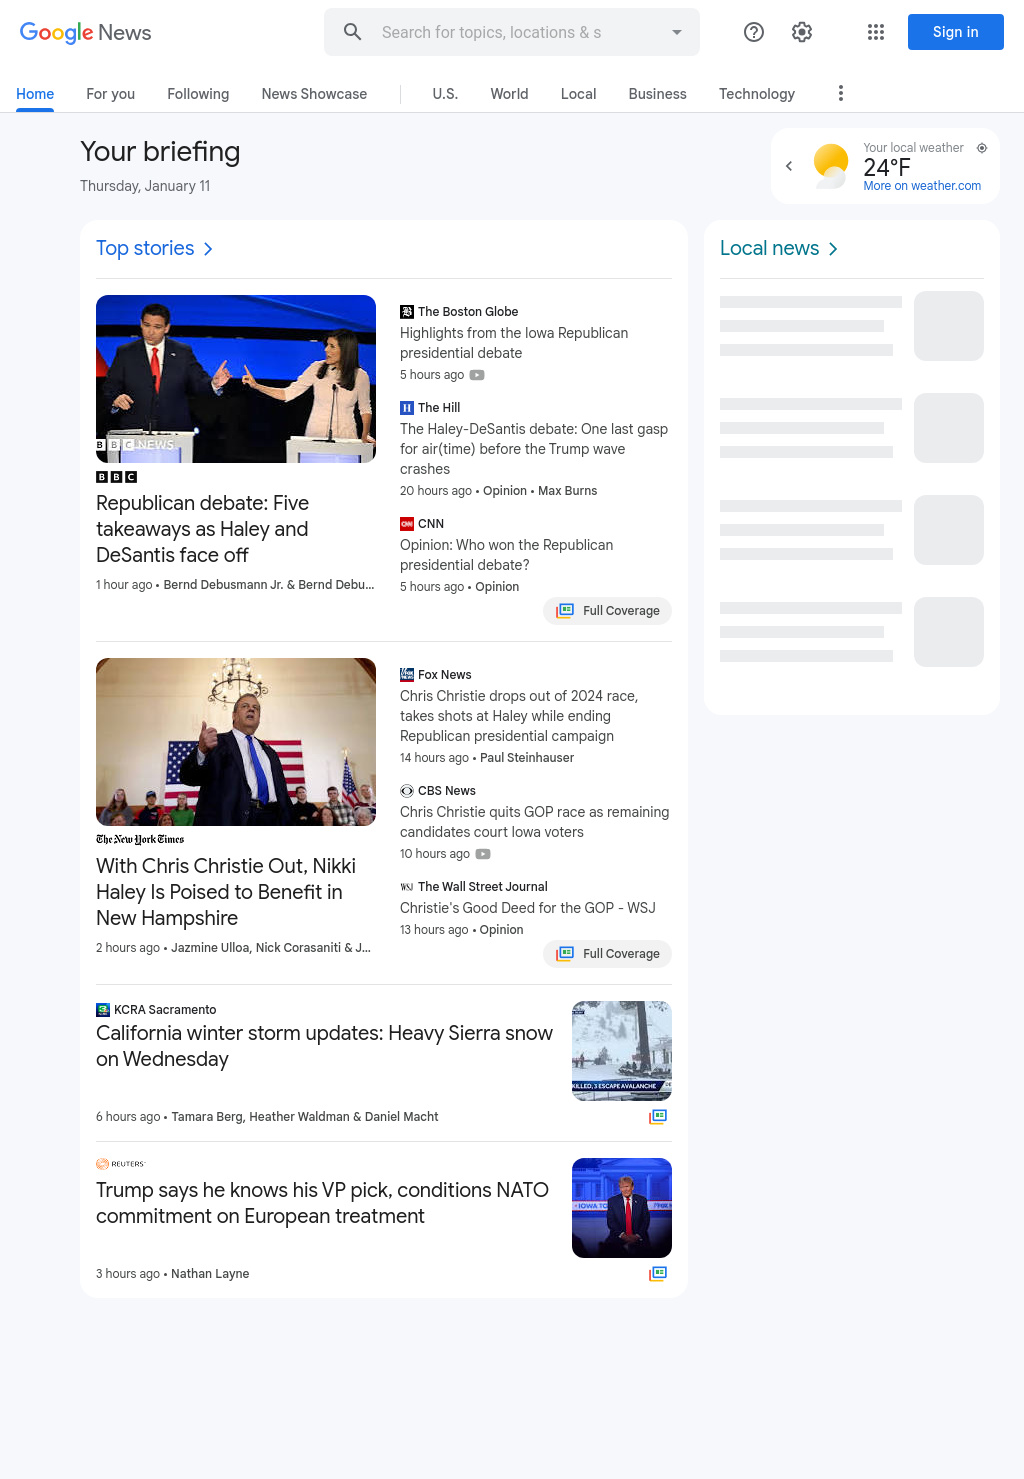 Google News
Search for topics, locations & s
Sign in
Home
For you
Following
News Showcase
U.S.
World
Local
Business
Technology
Your briefing
Thursday, January 11
Your local weather
24°F
More on weather.com
Top stories
BBC NEWS
BBC
Republican debate: Five
takeaways as Haley and
DeSantis face off
1 hour ago • Bernd Debusmann Jr. & Bernd Debu...
The Boston Globe
Highlights from the Iowa Republican
presidential debate
5 hours ago
H The Hill
The Haley-DeSantis debate: One last gasp
for air(time) before the Trump wave
crashes
20 hours ago • Opinion • Max Burns
CNN CNN
Opinion: Who won the Republican
presidential debate?
5 hours ago • Opinion
Full Coverage
The New York Times
With Chris Christie Out, Nikki
Haley Is Poised to Benefit in
New Hampshire
2 hours ago • Jazmine Ulloa, Nick Corasaniti & J...
Fox News
Chris Christie drops out of 2024 race,
takes shots at Haley while ending
Republican presidential campaign
14 hours ago • Paul Steinhauser
CBS News
Chris Christie quits GOP race as remaining
candidates court Iowa voters
10 hours ago
WSJ The Wall Street Journal
Christie's Good Deed for the GOP - WSJ
13 hours ago • Opinion
Full Coverage
KCRA Sacramento
California winter storm updates: Heavy Sierra snow
on Wednesday
KILLED, 3 ESCAPE AVALANCHE
6 hours ago • Tamara Berg, Heather Waldman & Daniel Macht
REUTERS
Trump says he knows his VP pick, conditions NATO
commitment on European treatment
IOWA TO
3 hours ago • Nathan Layne
Local news